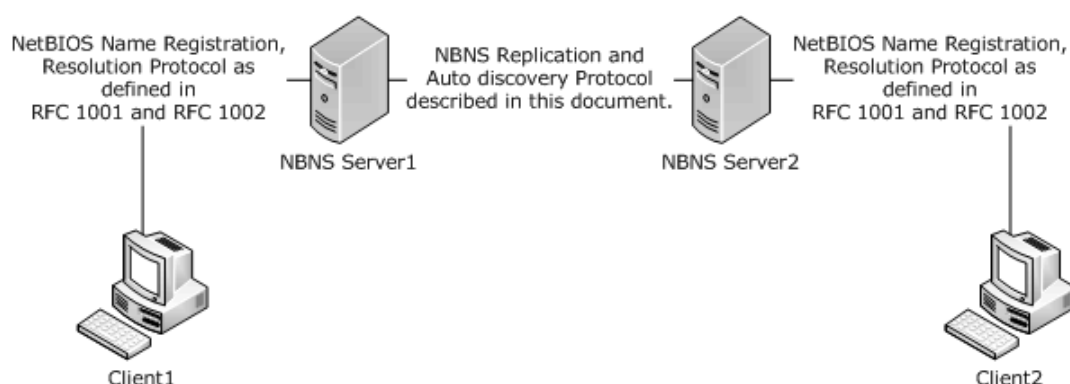 NetBIOS Name Registration,
Resolution Protocol as
defined in
RFC 1001 and RFC 1002
NBNS Replication and
Auto discovery Protocol
described in this document.
NetBIOS Name Registration,
Resolution Protocol as
defined in
RFC 1001 and RFC 1002
NBNS Server1
NBNS Server2
Client1
Client2